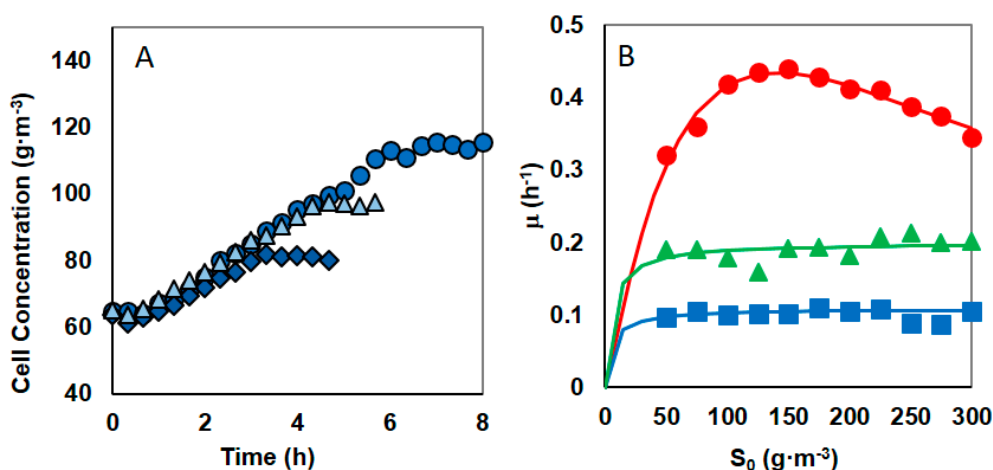 A
Cell Concentration (g·m-3)
140
120
100
80
60
40
0 2 4 6 8
Time (h)
B
μ (h-1)
0.5
0.4
0.3
0.2
0.1
0
0 50 100 150 200 250 300
S0 (g·m-3)